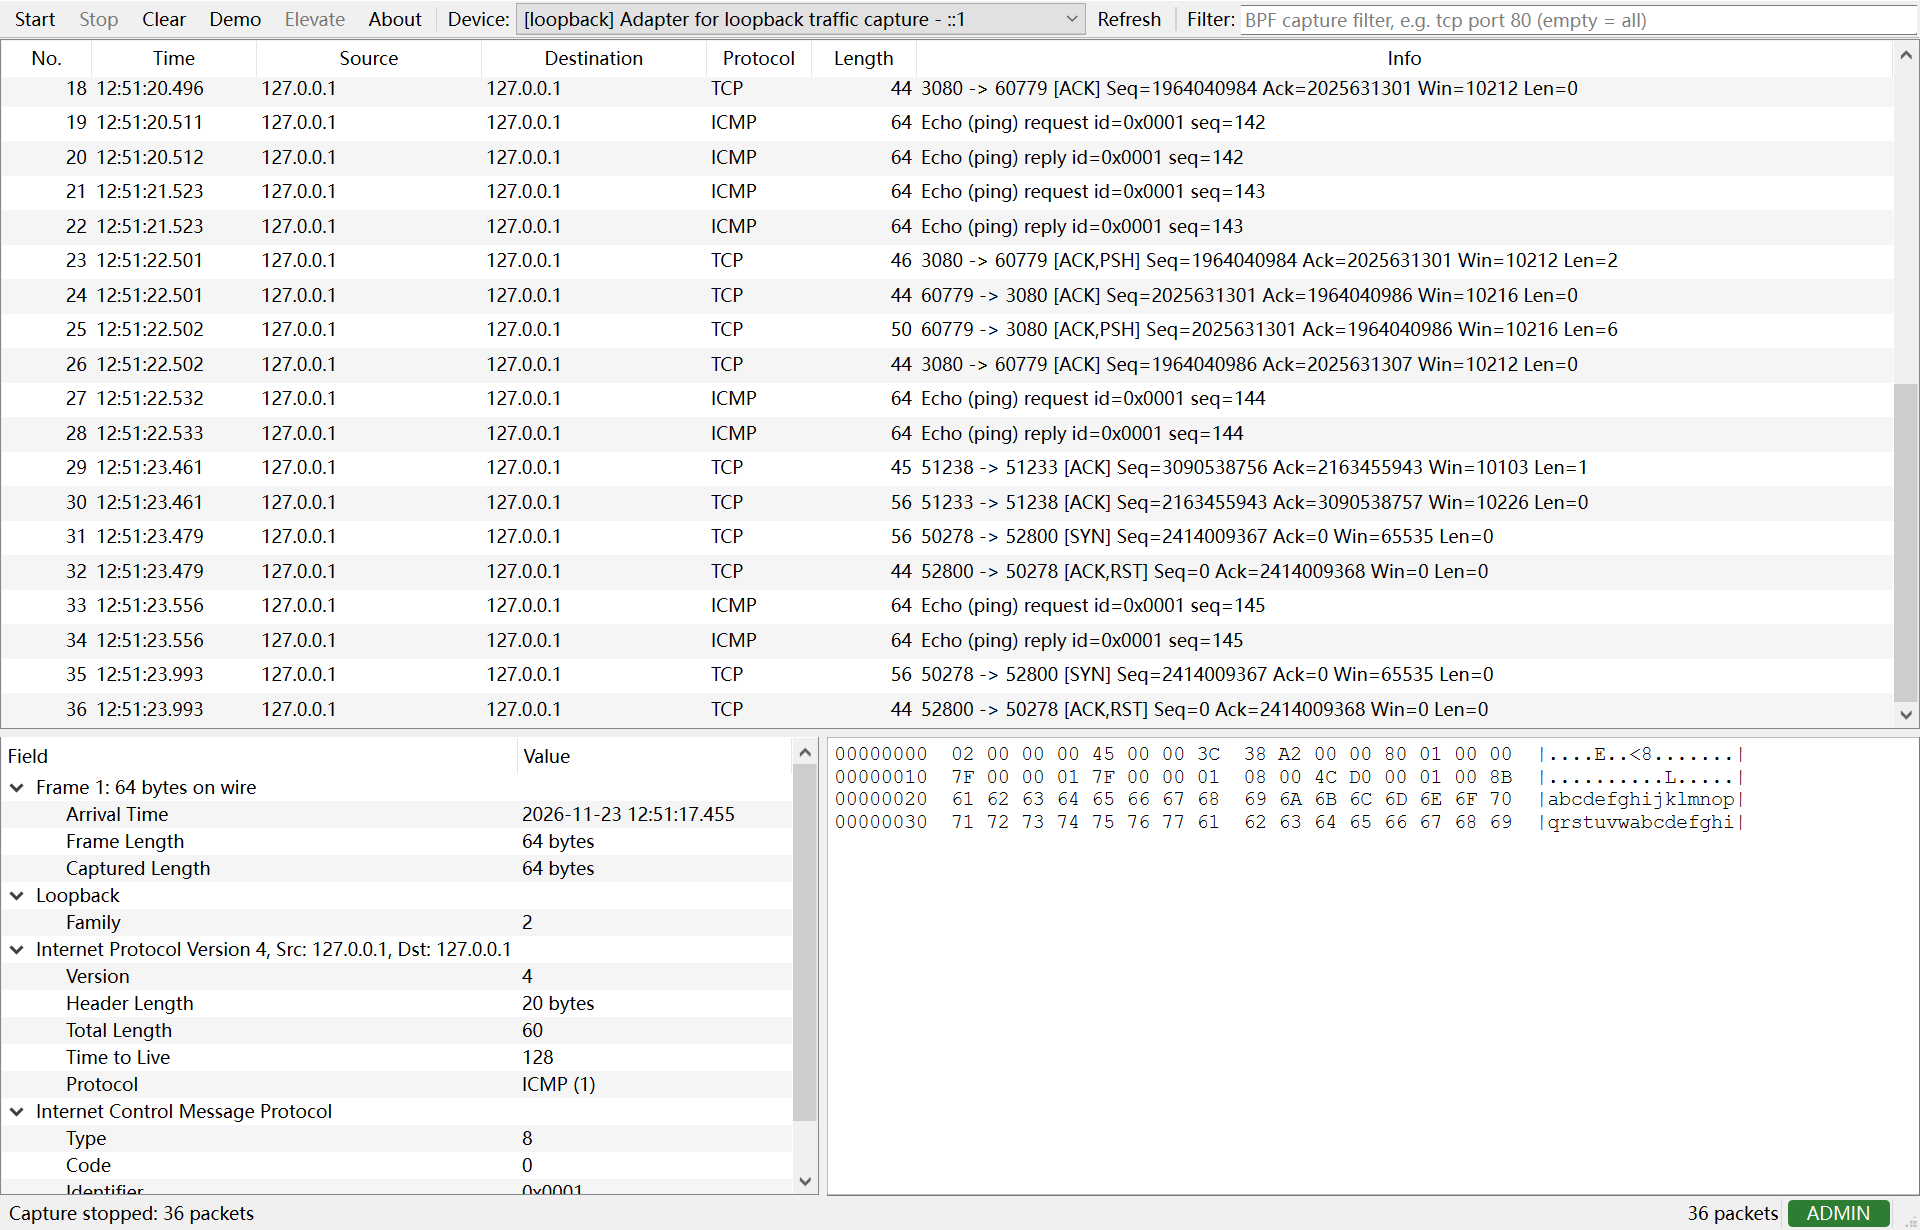 Start Stop Clear Demo Elevate About Device: [loopback] Adapter for loopback traffic capture - ::1 Refresh Filter: BPF capture filter, e.g. tcp port 80 (empty = all)
No. Time Source Destination Protocol Length Info
18 12:51:20.496 127.0.0.1 127.0.0.1 TCP 44 3080 -> 60779 [ACK] Seq=1964040984 Ack=2025631301 Win=10212 Len=0
19 12:51:20.511 127.0.0.1 127.0.0.1 ICMP 64 Echo (ping) request id=0x0001 seq=142
20 12:51:20.512 127.0.0.1 127.0.0.1 ICMP 64 Echo (ping) reply id=0x0001 seq=142
21 12:51:21.523 127.0.0.1 127.0.0.1 ICMP 64 Echo (ping) request id=0x0001 seq=143
22 12:51:21.523 127.0.0.1 127.0.0.1 ICMP 64 Echo (ping) reply id=0x0001 seq=143
23 12:51:22.501 127.0.0.1 127.0.0.1 TCP 46 3080 -> 60779 [ACK,PSH] Seq=1964040984 Ack=2025631301 Win=10212 Len=2
24 12:51:22.501 127.0.0.1 127.0.0.1 TCP 44 60779 -> 3080 [ACK] Seq=2025631301 Ack=1964040986 Win=10216 Len=0
25 12:51:22.502 127.0.0.1 127.0.0.1 TCP 50 60779 -> 3080 [ACK,PSH] Seq=2025631301 Ack=1964040986 Win=10216 Len=6
26 12:51:22.502 127.0.0.1 127.0.0.1 TCP 44 3080 -> 60779 [ACK] Seq=1964040986 Ack=2025631307 Win=10212 Len=0
27 12:51:22.532 127.0.0.1 127.0.0.1 ICMP 64 Echo (ping) request id=0x0001 seq=144
28 12:51:22.533 127.0.0.1 127.0.0.1 ICMP 64 Echo (ping) reply id=0x0001 seq=144
29 12:51:23.461 127.0.0.1 127.0.0.1 TCP 45 51238 -> 51233 [ACK] Seq=3090538756 Ack=2163455943 Win=10103 Len=1
30 12:51:23.461 127.0.0.1 127.0.0.1 TCP 56 51233 -> 51238 [ACK] Seq=2163455943 Ack=3090538757 Win=10226 Len=0
31 12:51:23.479 127.0.0.1 127.0.0.1 TCP 56 50278 -> 52800 [SYN] Seq=2414009367 Ack=0 Win=65535 Len=0
32 12:51:23.479 127.0.0.1 127.0.0.1 TCP 44 52800 -> 50278 [ACK,RST] Seq=0 Ack=2414009368 Win=0 Len=0
33 12:51:23.556 127.0.0.1 127.0.0.1 ICMP 64 Echo (ping) request id=0x0001 seq=145
34 12:51:23.556 127.0.0.1 127.0.0.1 ICMP 64 Echo (ping) reply id=0x0001 seq=145
35 12:51:23.993 127.0.0.1 127.0.0.1 TCP 56 50278 -> 52800 [SYN] Seq=2414009367 Ack=0 Win=65535 Len=0
36 12:51:23.993 127.0.0.1 127.0.0.1 TCP 44 52800 -> 50278 [ACK,RST] Seq=0 Ack=2414009368 Win=0 Len=0
Field Value
Frame 1: 64 bytes on wire
Arrival Time 2026-11-23 12:51:17.455
Frame Length 64 bytes
Captured Length 64 bytes
Loopback
Family 2
Internet Protocol Version 4, Src: 127.0.0.1, Dst: 127.0.0.1
Version 4
Header Length 20 bytes
Total Length 60
Time to Live 128
Protocol ICMP (1)
Internet Control Message Protocol
Type 8
Code 0
Identifier 0x0001
00000000 02 00 00 00 45 00 00 3C 38 A2 00 00 80 01 00 00 |....E..<8.......|
00000010 7F 00 00 01 7F 00 00 01 08 00 4C D0 00 01 00 8B |..........L.....|
00000020 61 62 63 64 65 66 67 68 69 6A 6B 6C 6D 6E 6F 70 |abcdefghijklmnop|
00000030 71 72 73 74 75 76 77 61 62 63 64 65 66 67 68 69 |qrstuvwabcdefghi|
Capture stopped: 36 packets 36 packets ADMIN